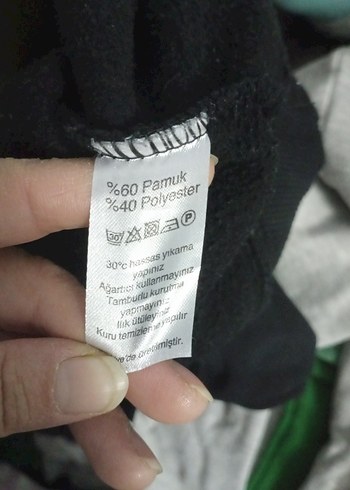 %60 Pamuk
%40 Polyester
30 P
30°c hassas yıkama
yapınız
Ağartıcı kullanmayınız
Tamburlu kurutma
yapmayınız
Ilık ütüleyiniz
Kuru temizleme yapılır
üretilmiştir.